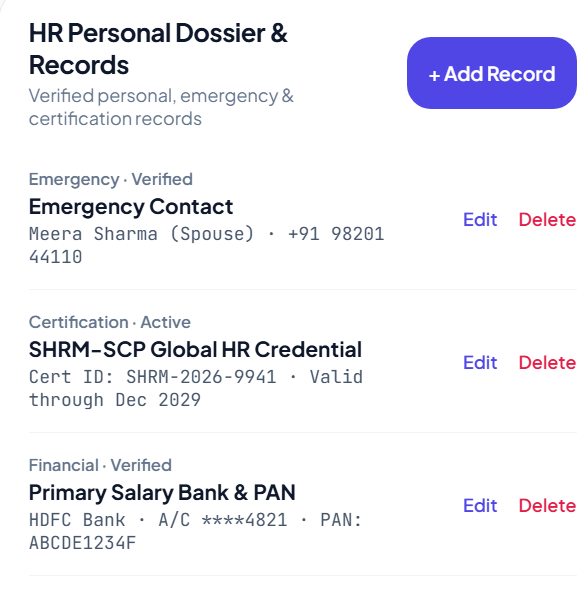 HR Personal Dossier &
Records
+ Add Record
Verified personal, emergency &
certification records
Emergency · Verified
Emergency Contact
Meera Sharma (Spouse) · +91 98201
44110
Edit Delete
Certification · Active
SHRM-SCP Global HR Credential
Cert ID: SHRM-2026-9941 · Valid
through Dec 2029
Edit Delete
Financial · Verified
Primary Salary Bank & PAN
HDFC Bank · A/C ****4821 · PAN:
ABCDE1234F
Edit Delete